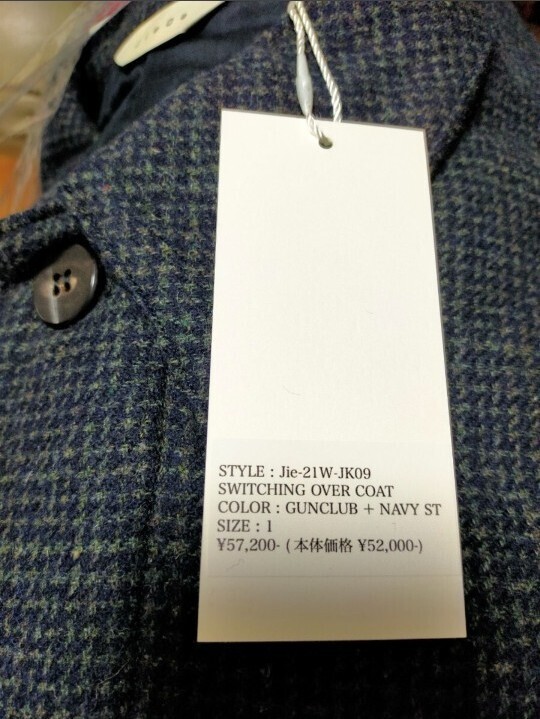 STYLE : Jie-21W-JK09
SWITCHING OVER COAT
COLOR : GUNCLUB + NAVY ST
SIZE : 1
¥57,200- ( 本体価格 ¥52,000-)